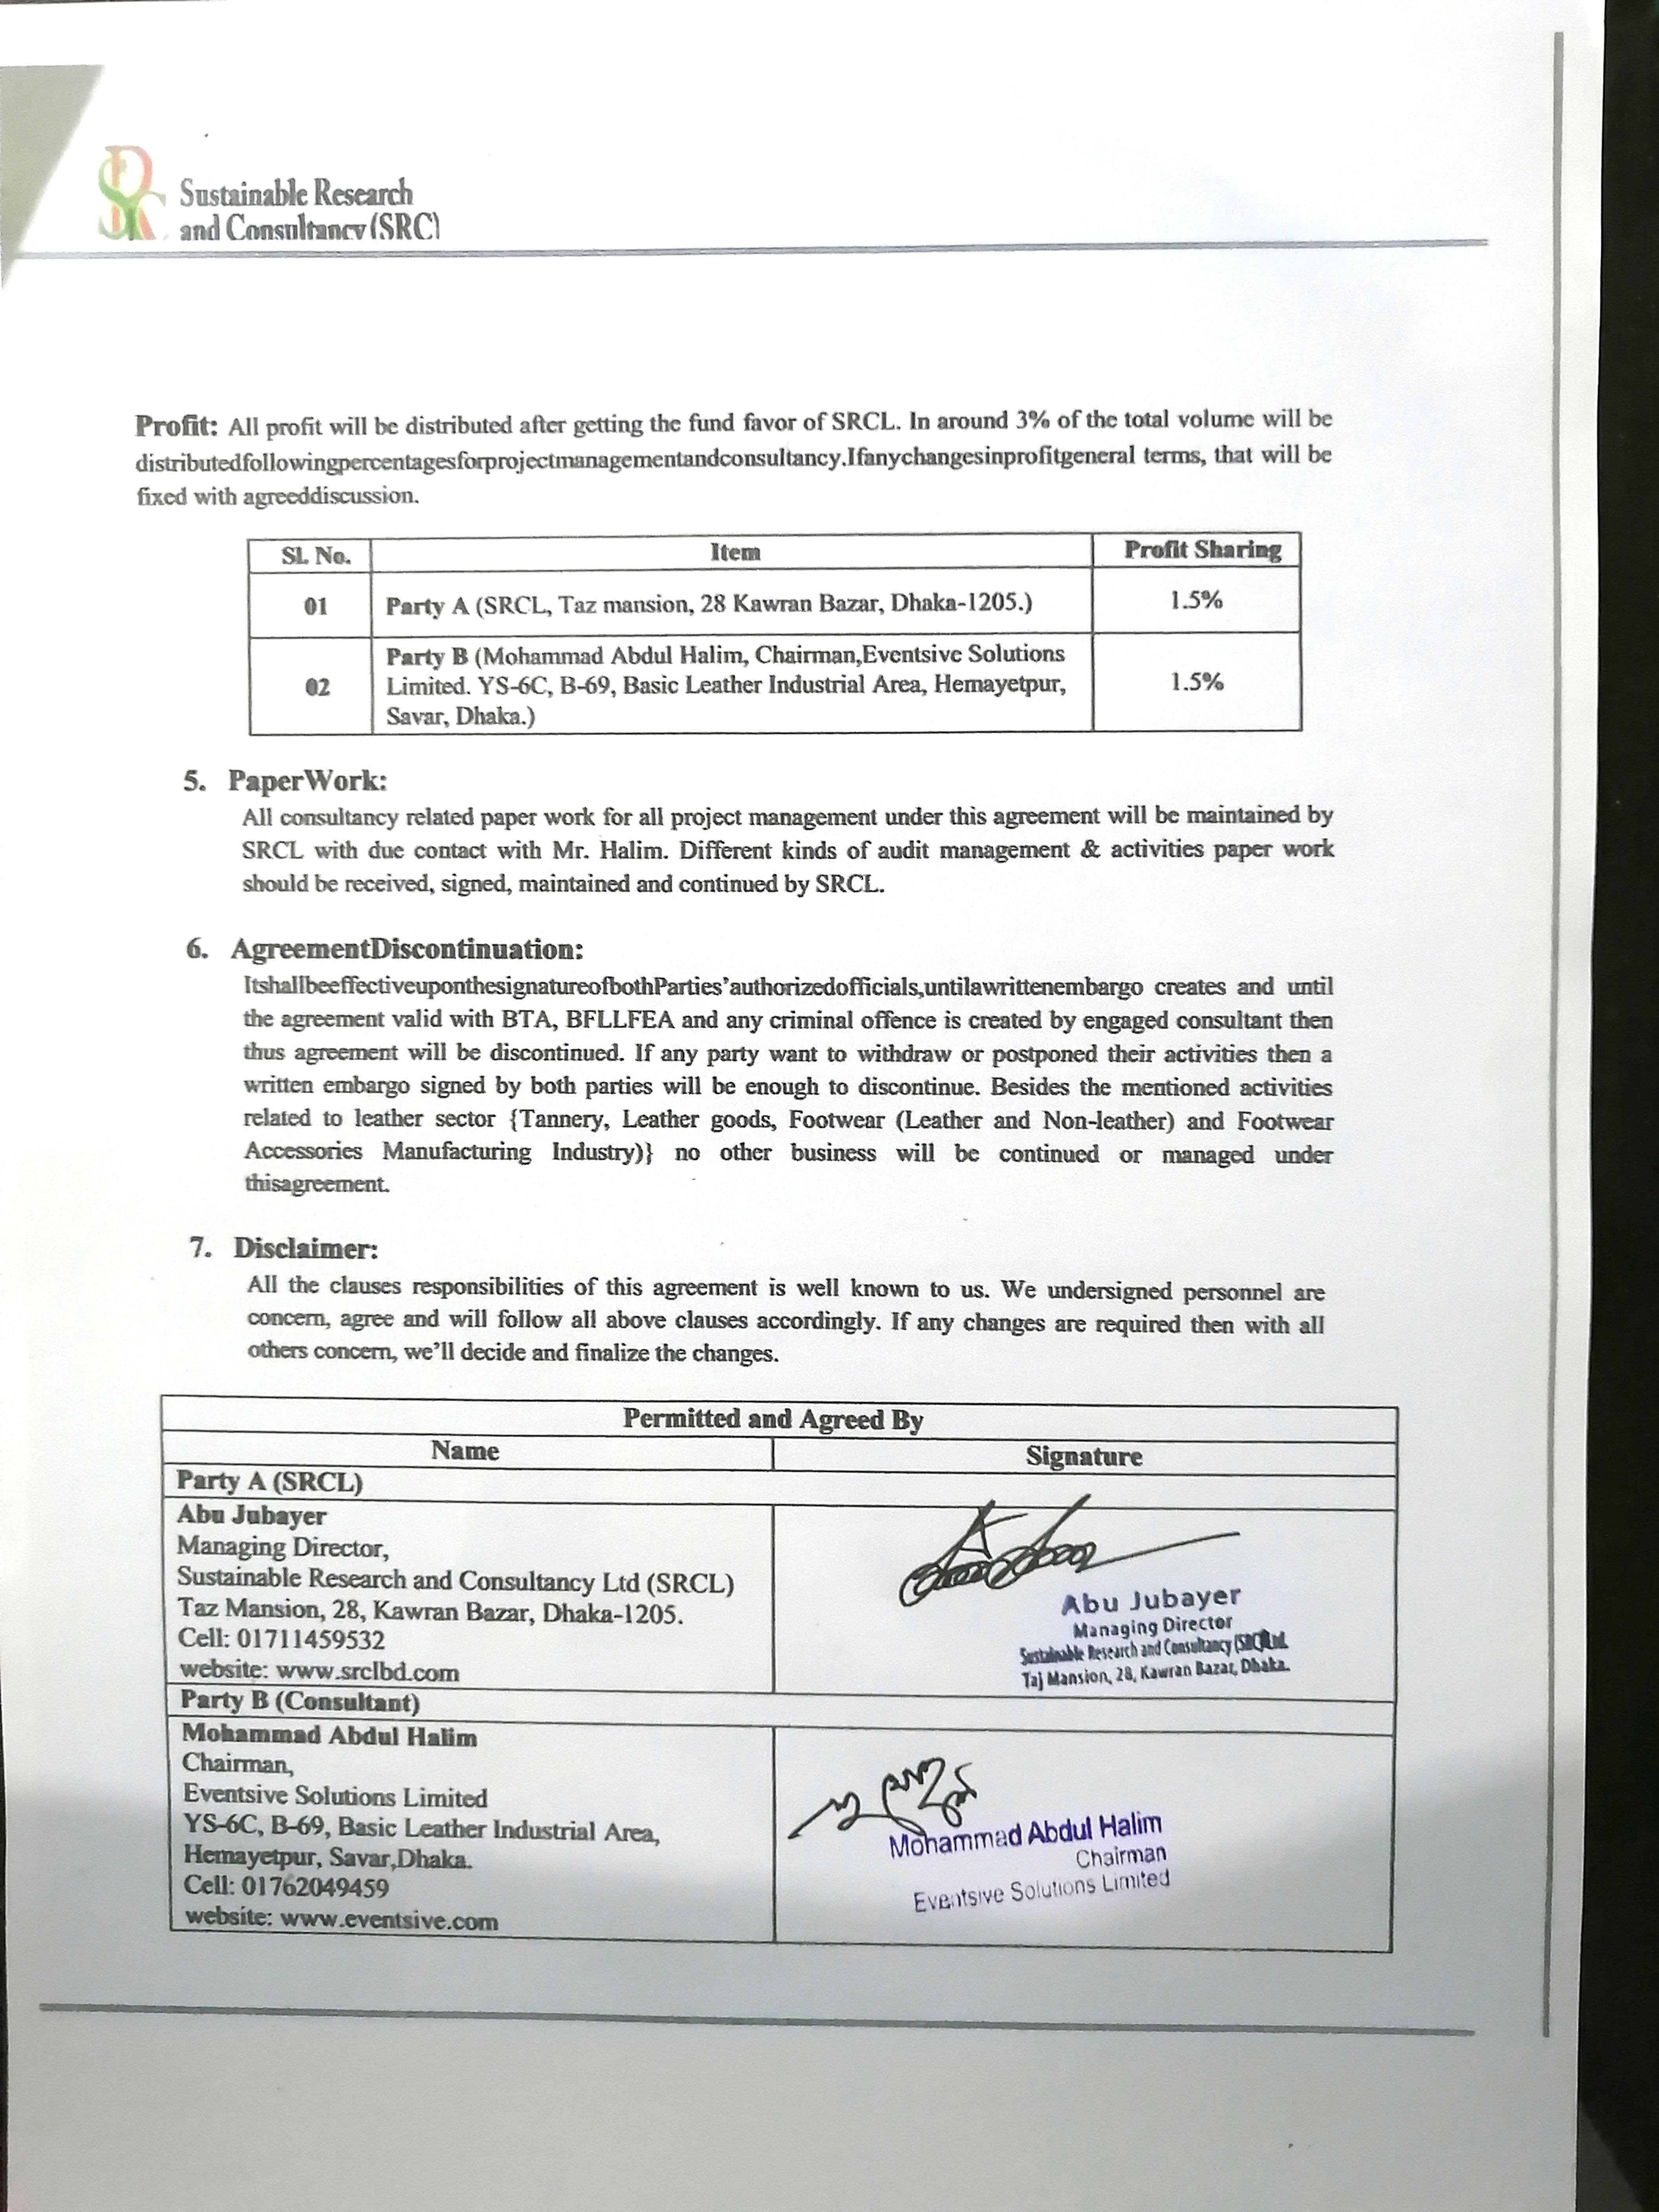 Sustainable Research
and Consultancy (SRC)
Profit: All profit will be distributed after getting the fund favor of SRCL. In around 3% of the total volume will be
distributedfollowingpercentagesforprojectmanagementandconsultancy.Ifanychangesinprofitgeneral terms, that will be
fixed with agreeddiscussion.
SL No. Item Profit Sharing
01 Party A (SRCL, Taz mansion, 28 Kawran Bazar, Dhaka-1205.) 1.5%
Party B (Mohammad Abdul Halim, Chairman,Eventsive Solutions
02 Limited. YS-6C, B-69, Basic Leather Industrial Area, Hemayetpur, 1.5%
Savar, Dhaka.)
5. PaperWork:
All consultancy related paper work for all project management under this agreement will be maintained by
SRCL with due contact with Mr. Halim. Different kinds of audit management & activities paper work
should be received, signed, maintained and continued by SRCL.
6. AgreementDiscontinuation:
ItshallbeeffectiveuponthesignatureofbothParties’authorizedofficials,untilawrittenembargo creates and until
the agreement valid with BTA, BFLLFEA and any criminal offence is created by engaged consultant then
thus agreement will be discontinued. If any party want to withdraw or postponed their activities then a
written embargo signed by both parties will be enough to discontinue. Besides the mentioned activities
related to leather sector {Tannery, Leather goods, Footwear (Leather and Non-leather) and Footwear
Accessories Manufacturing Industry)} no other business will be continued or managed under
thisagreement.
7. Disclaimer:
All the clauses responsibilities of this agreement is well known to us. We undersigned personnel are
concern, agree and will follow all above clauses accordingly. If any changes are required then with all
others concern, we’ll decide and finalize the changes.
Permitted and Agreed By
Name Signature
Party A (SRCL)
Abu Jubayer
Managing Director,
Sustainable Research and Consultancy Ltd (SRCL)
Taz Mansion, 28, Kawran Bazar, Dhaka-1205.
Cell: 01711459532
website: www.srclbd.com
Abu Jubayer
Managing Director
Sustainable Research and Consultancy (SRC) Ltd.
Taj Mansion, 28, Kawran Bazar, Dhaka.
Party B (Consultant)
Mohammad Abdul Halim
Chairman,
Eventsive Solutions Limited
YS-6C, B-69, Basic Leather Industrial Area,
Hemayetpur, Savar,Dhaka.
Cell: 01762049459
website: www.eventsive.com
Mohammad Abdul Halim
Chairman
Eventsive Solutions Limited